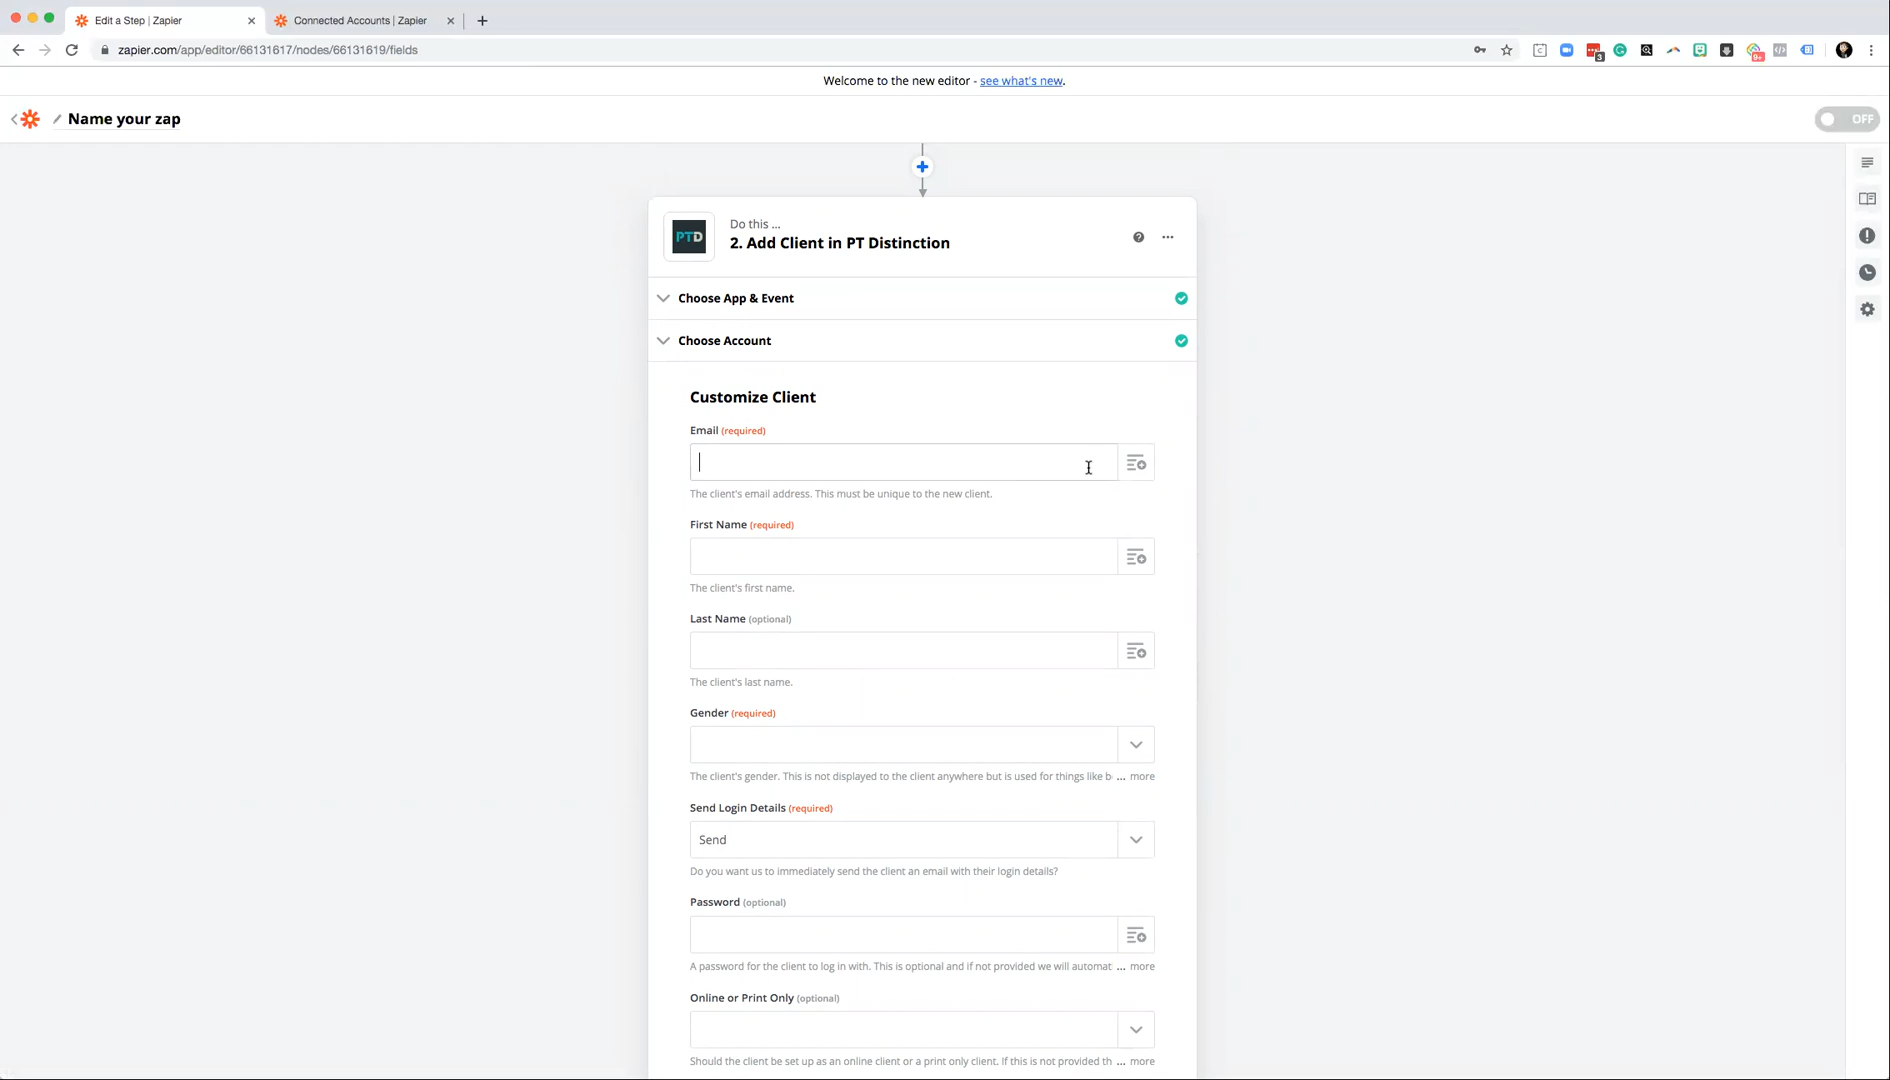 Edit a Step | Zapier
Connected Accounts | Zapier
zapier.com/app/editor/66131617/nodes/66131619/fields
3
9+
Welcome to the new editor - see what's new.
Name your zap
OFF
PTD
Do this ...
2. Add Client in PT Distinction
Choose App & Event
Choose Account
Customize Client
Email (required)
The client's email address. This must be unique to the new client.
First Name (required)
The client's first name.
Last Name (optional)
The client's last name.
Gender (required)
The client's gender. This is not displayed to the client anywhere but is used for things like b ... more
Send Login Details (required)
Send
Do you want us to immediately send the client an email with their login details?
Password (optional)
A password for the client to log in with. This is optional and if not provided we will automat ... more
Online or Print Only (optional)
Should the client be set up as an online client or a print only client. If this is not provided th ... more